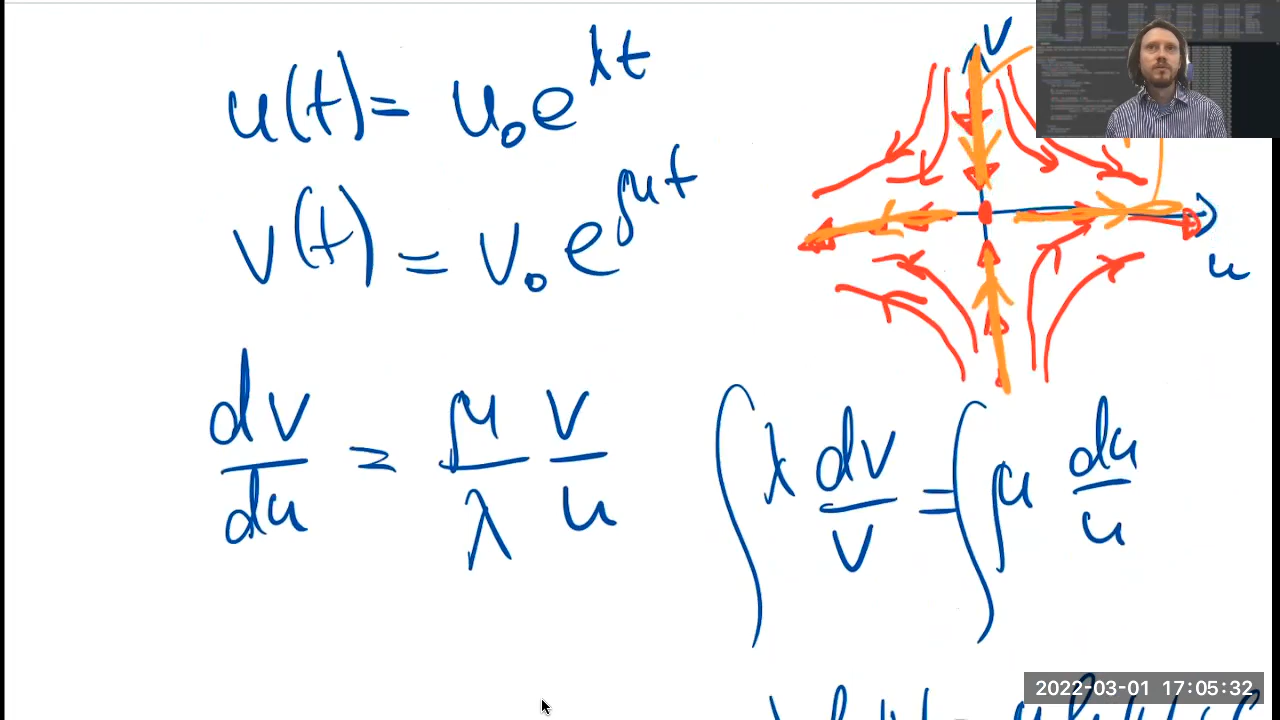 u(t) = u₀e^{λt}
v
v(t) = v₀e^{μt}
u
dv/du = μ/λ v/u
∫ λ dv/v = ∫ μ du/u
2022-03-01 17:05:32